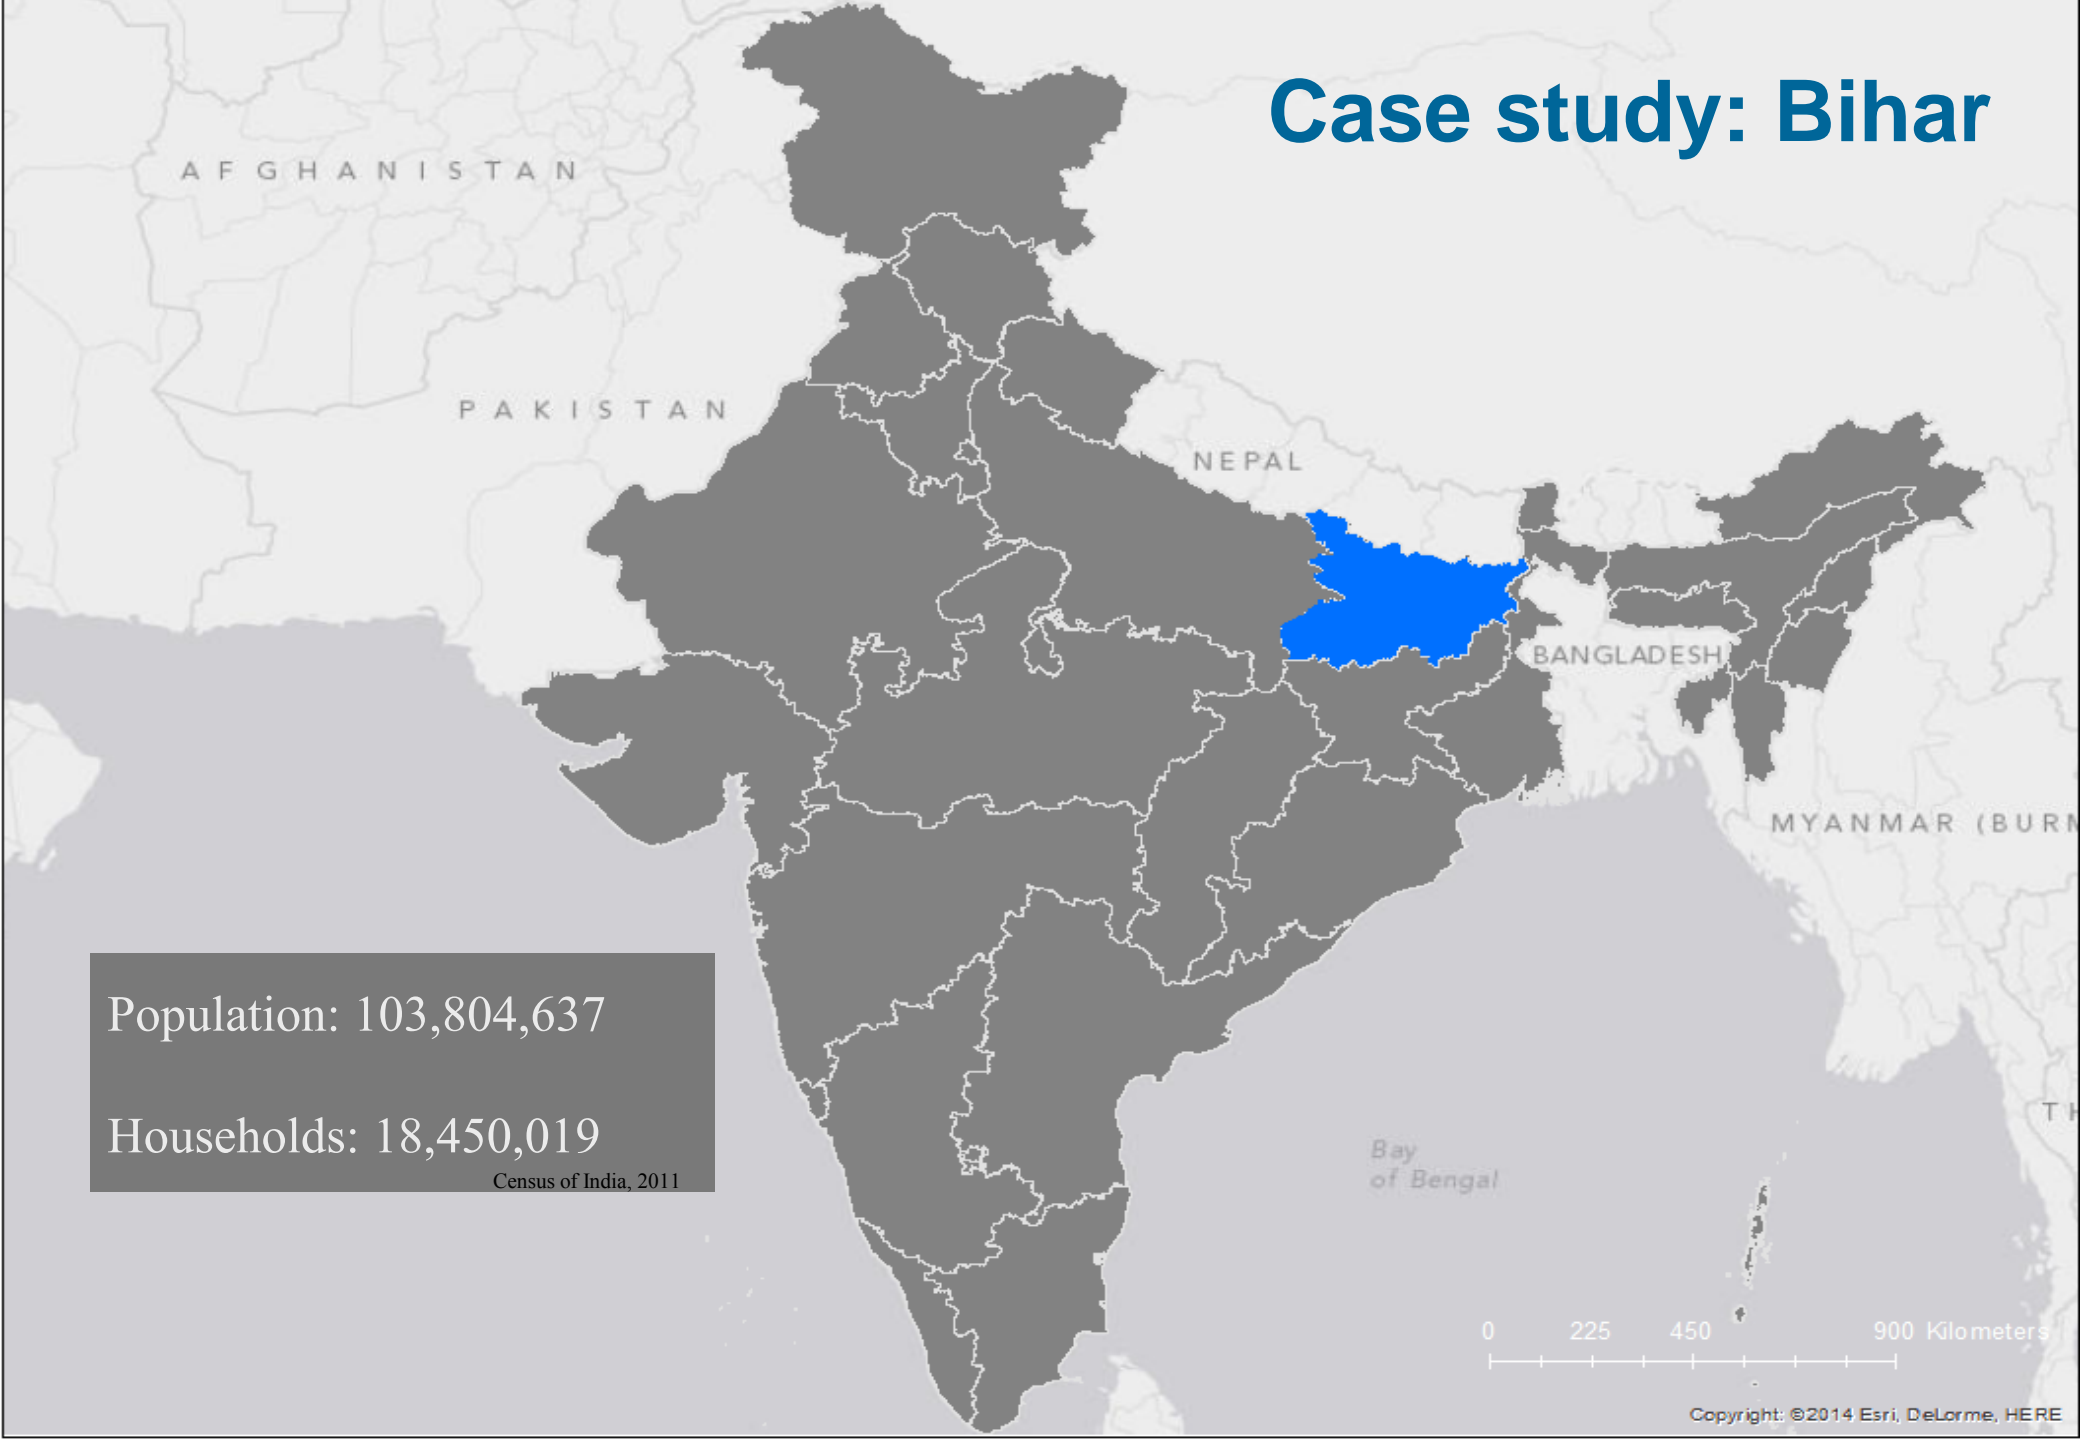 Case study: Bihar
AFGHANISTAN
PAKISTAN
NEPAL
BANGLADESH
MYANMAR (BURM
Population: 103,804,637
Households: 18,450,019
Census of India, 2011
TH
Bay
of Bengal
0 225 450 900 Kilometers
Copyright: ©2014 Esri, DeLorme, HERE